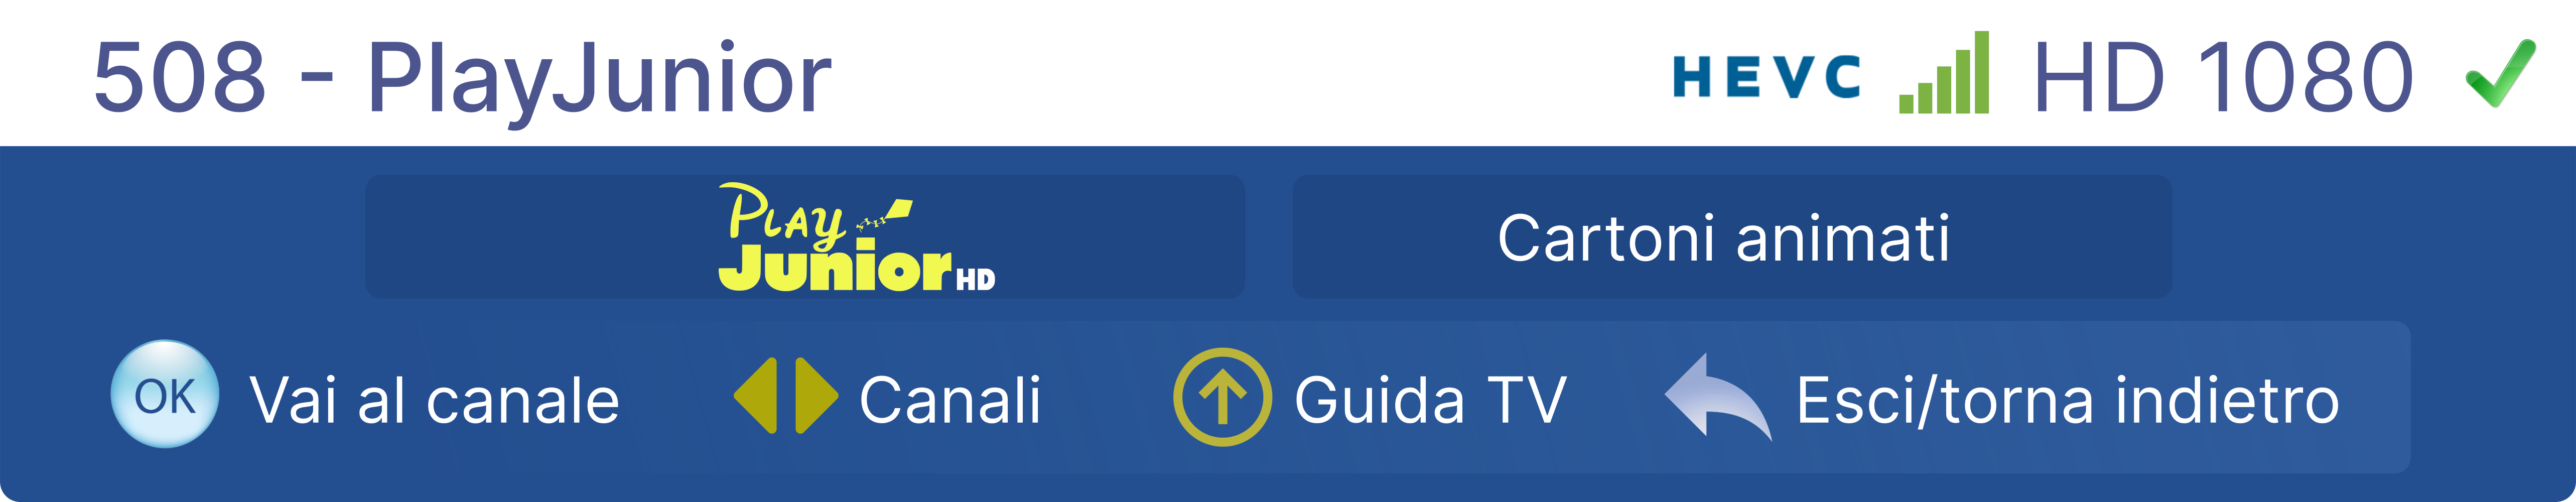 508 - PlayJunior HEVC HD 1080
PLAY
Junior HD
Cartoni animati
OK Vai al canale Canali Guida TV Esci/torna indietro